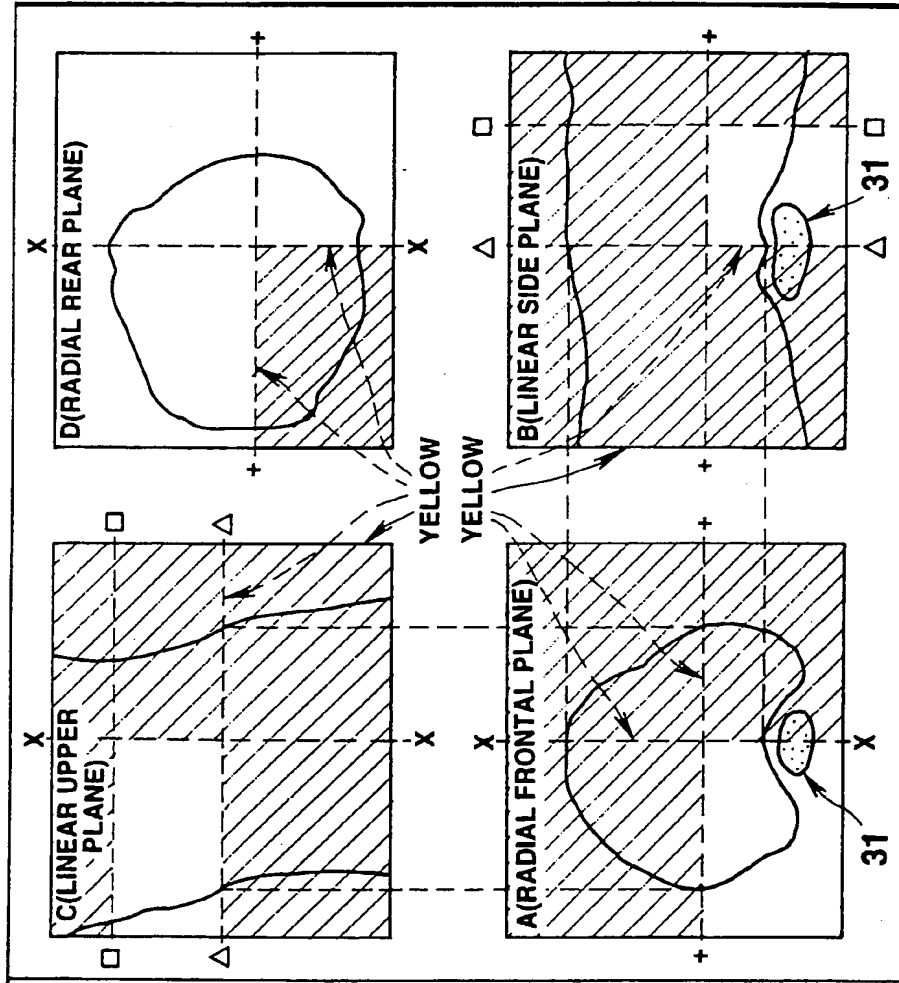 C(LINEAR UPPER
PLANE)
D(RADIAL REAR PLANE)
YELLOW
YELLOW
A(RADIAL FRONTAL PLANE)
B(LINEAR SIDE PLANE)
X
X
X
X
X
X
+
+
+
+
+
+
□
□
□
□
△
△
△
△
31
31